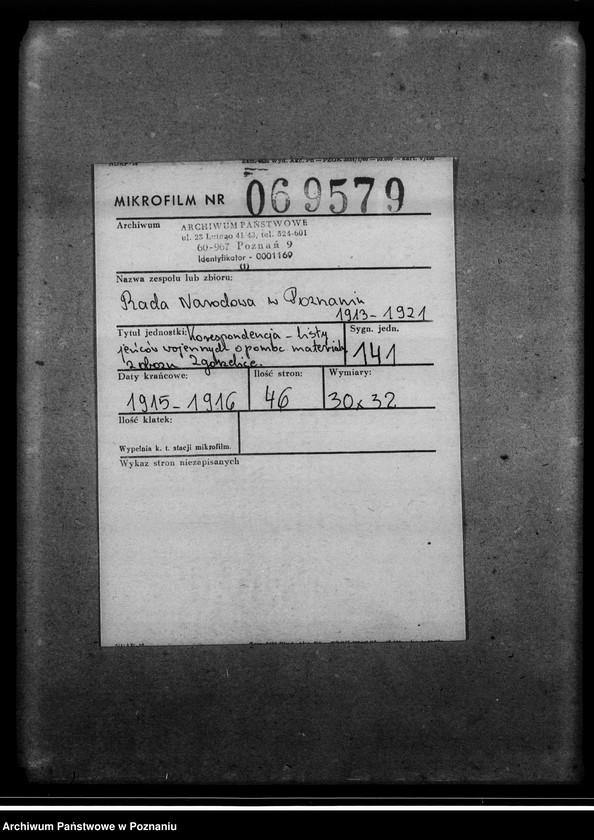 MIKROFILM NR 069579
Archiwum
ARCHIWUM PAŃSTWOWE
ul. 23 Lutego 41/43, tel. 524-601
60-967 Poznań 9
Identyfikator - 0001169
(1)
Nazwa zespołu lub zbioru:
Rada Narodowa w Poznaniu
1913-1921
Tytuł jednostki: Korespondencja - listy
jeńców wojennych o pomoc material.
z obozu Zgorzelice.
Sygn. jedn.
141
Daty krańcowe:
1915-1916
Ilość stron:
46
Wymiary:
30x32
Ilość klatek:
Wypełnia k. t. stacji mikrofilm.
Wykaz stron niezapisanych
Archiwum Państwowe w Poznaniu